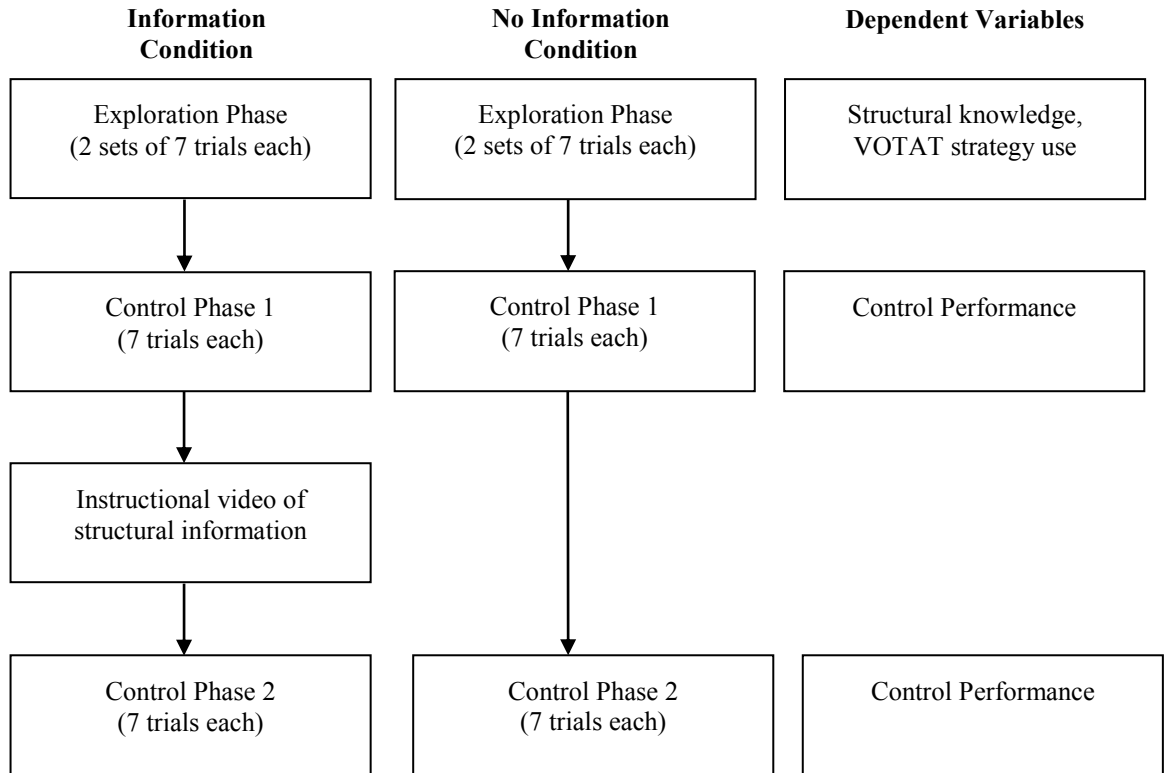 Information
Condition
No Information
Condition
Dependent Variables
Exploration Phase
(2 sets of 7 trials each)
Exploration Phase
(2 sets of 7 trials each)
Structural knowledge,
VOTAT strategy use
Control Phase 1
(7 trials each)
Control Phase 1
(7 trials each)
Control Performance
Instructional video of
structural information
Control Phase 2
(7 trials each)
Control Phase 2
(7 trials each)
Control Performance